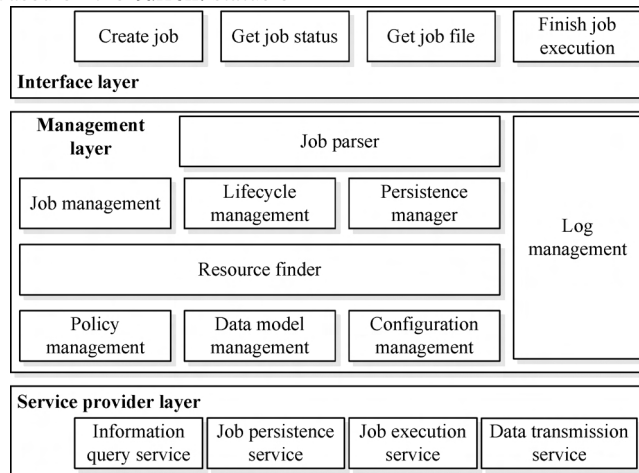 Create job
Get job status
Get job file
Finish job
execution
Interface layer
Management
layer
Job parser
Job management
Lifecycle
management
Persistence
manager
Log
management
Resource finder
Policy
management
Data model
management
Configuration
management
Service provider layer
Information
query service
Job persistence
service
Job execution
service
Data transmission
service